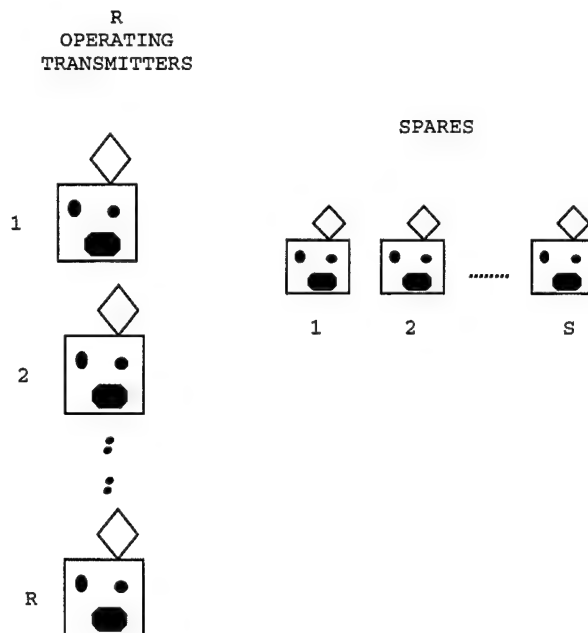 R
OPERATING
TRANSMITTERS
SPARES
1
1 2 S
2
R